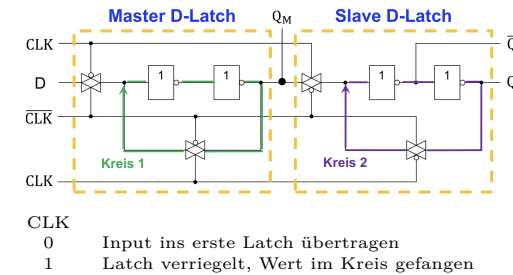 Master D-Latch
Q_M
Slave D-Latch
CLK
Q̅
D
1
1
1
1
Q
C̅L̅K̅
Kreis 1
Kreis 2
CLK
CLK
0 Input ins erste Latch übertragen
1 Latch verriegelt, Wert im Kreis gefangen